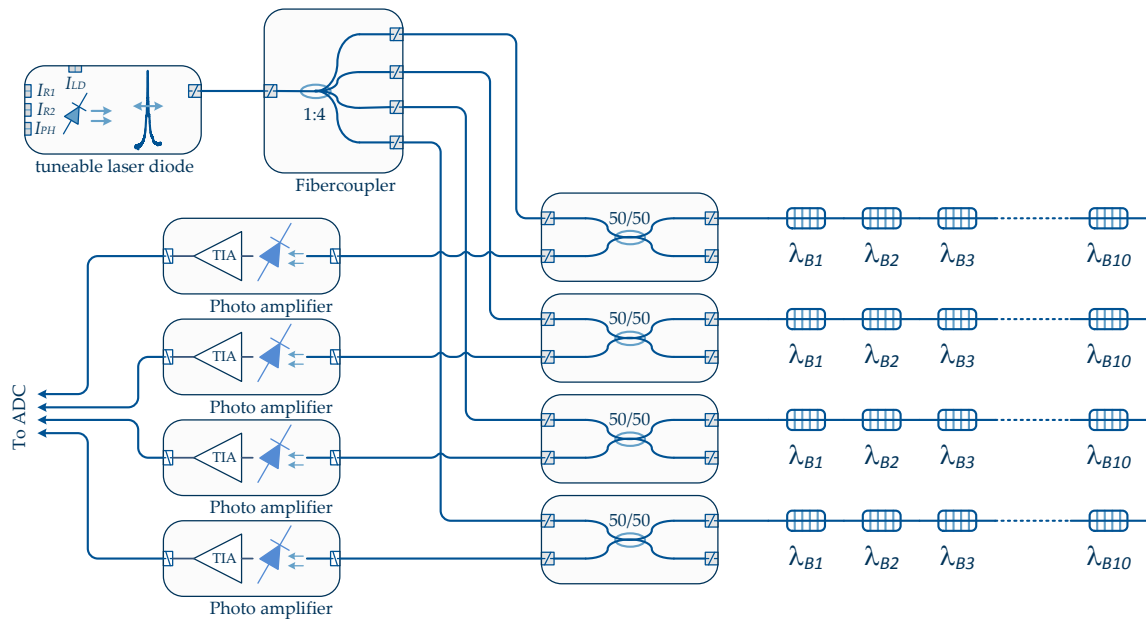 I_R1
I_LD
I_R2
I_PH
tuneable laser diode
1:4
Fibercoupler
50/50
λ_B1 λ_B2 λ_B3 λ_B10
TIA
Photo amplifier
50/50
λ_B1 λ_B2 λ_B3 λ_B10
TIA
Photo amplifier
50/50
λ_B1 λ_B2 λ_B3 λ_B10
TIA
Photo amplifier
50/50
λ_B1 λ_B2 λ_B3 λ_B10
TIA
Photo amplifier
To ADC